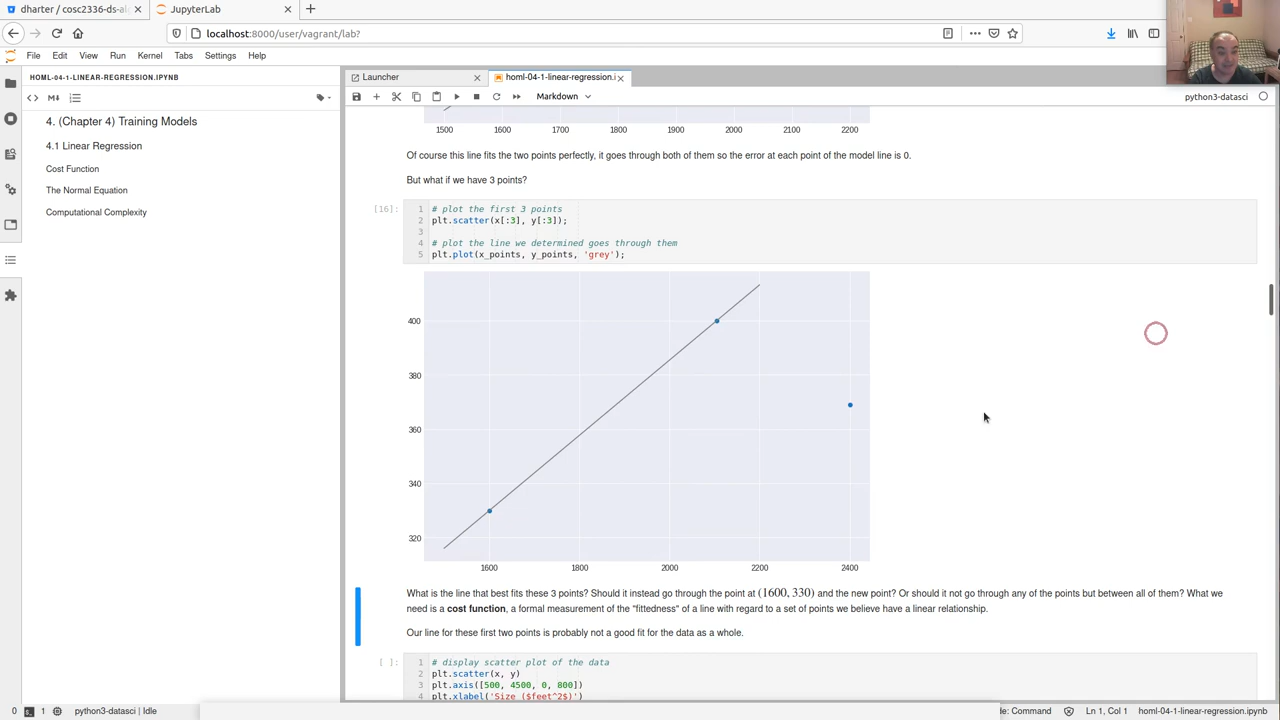 dharter / cosc2336-ds-al
JupyterLab
localhost:8000/user/vagrant/lab?
File Edit View Run Kernel Tabs Settings Help
HOML-04-1-LINEAR-REGRESSION.IPYNB
Launcher
homl-04-1-linear-regression.i
Markdown
python3-datasci
4. (Chapter 4) Training Models
4.1 Linear Regression
Cost Function
The Normal Equation
Computational Complexity
1500 1600 1700 1800 1900 2000 2100 2200
Of course this line fits the two points perfectly, it goes through both of them so the error at each point of the model line is 0.
But what if we have 3 points?
[16]:
1 # plot the first 3 points
2 plt.scatter(x[:3], y[:3]);
3
4 # plot the line we determined goes through them
5 plt.plot(x_points, y_points, 'grey');
400
380
360
340
320
1600 1800 2000 2200 2400
What is the line that best fits these 3 points? Should it instead go through the point at (1600, 330) and the new point? Or should it not go through any of the points but between all of them? What we
need is a cost function, a formal measurement of the "fittedness" of a line with regard to a set of points we believe have a linear relationship.
Our line for these first two points is probably not a good fit for the data as a whole.
[ ]:
1 # display scatter plot of the data
2 plt.scatter(x, y)
3 plt.axis([500, 4500, 0, 800])
4 plt.xlabel('Size ($feet^2$)')
0 1 python3-datasci | Idle
de: Command Ln 1, Col 1 homl-04-1-linear-regression.ipynb